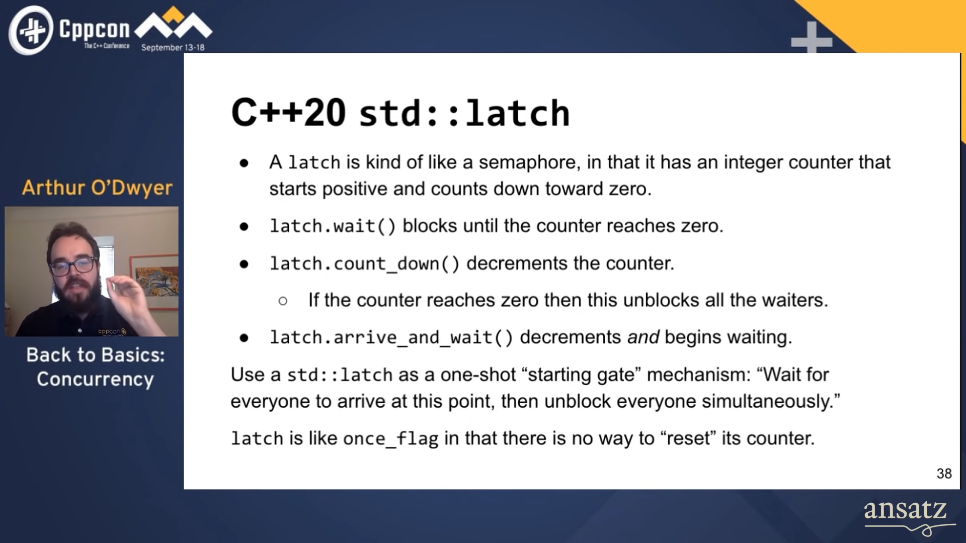 Cppcon
The C++ Conference
September 13-18
C++20 std::latch
● A latch is kind of like a semaphore, in that it has an integer counter that
starts positive and counts down toward zero.
● latch.wait() blocks until the counter reaches zero.
● latch.count_down() decrements the counter.
○ If the counter reaches zero then this unblocks all the waiters.
● latch.arrive_and_wait() decrements and begins waiting.
Use a std::latch as a one-shot “starting gate” mechanism: “Wait for
everyone to arrive at this point, then unblock everyone simultaneously.”
latch is like once_flag in that there is no way to “reset” its counter.
38
Arthur O’Dwyer
cppcon
Back to Basics:
Concurrency
ansatz